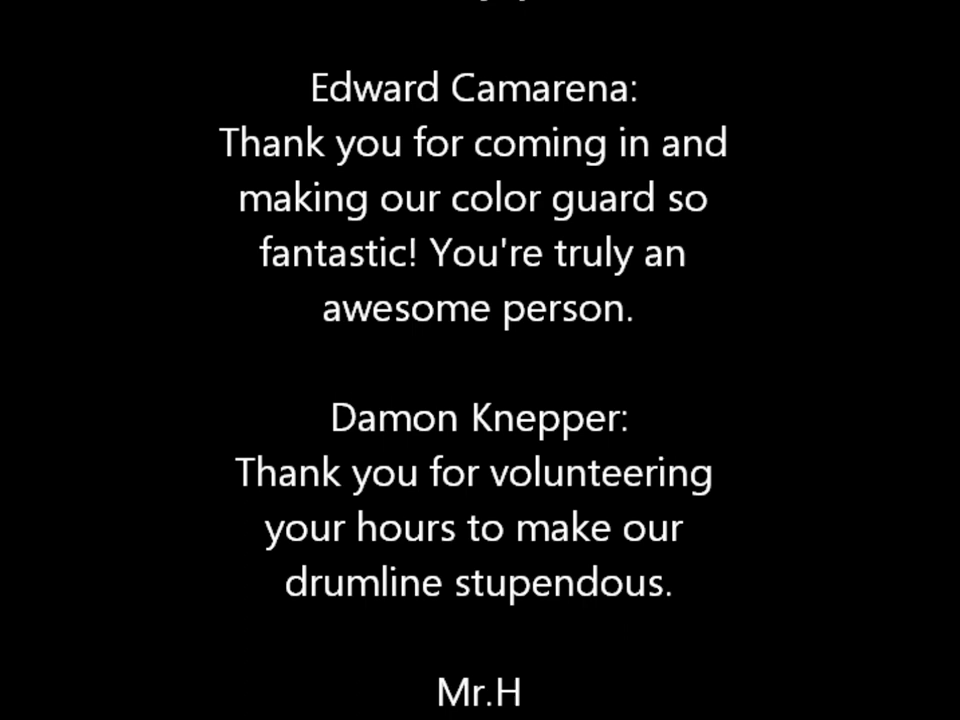 Edward Camarena:
Thank you for coming in and
making our color guard so
fantastic! You're truly an
awesome person.
Damon Knepper:
Thank you for volunteering
your hours to make our
drumline stupendous.
Mr.H